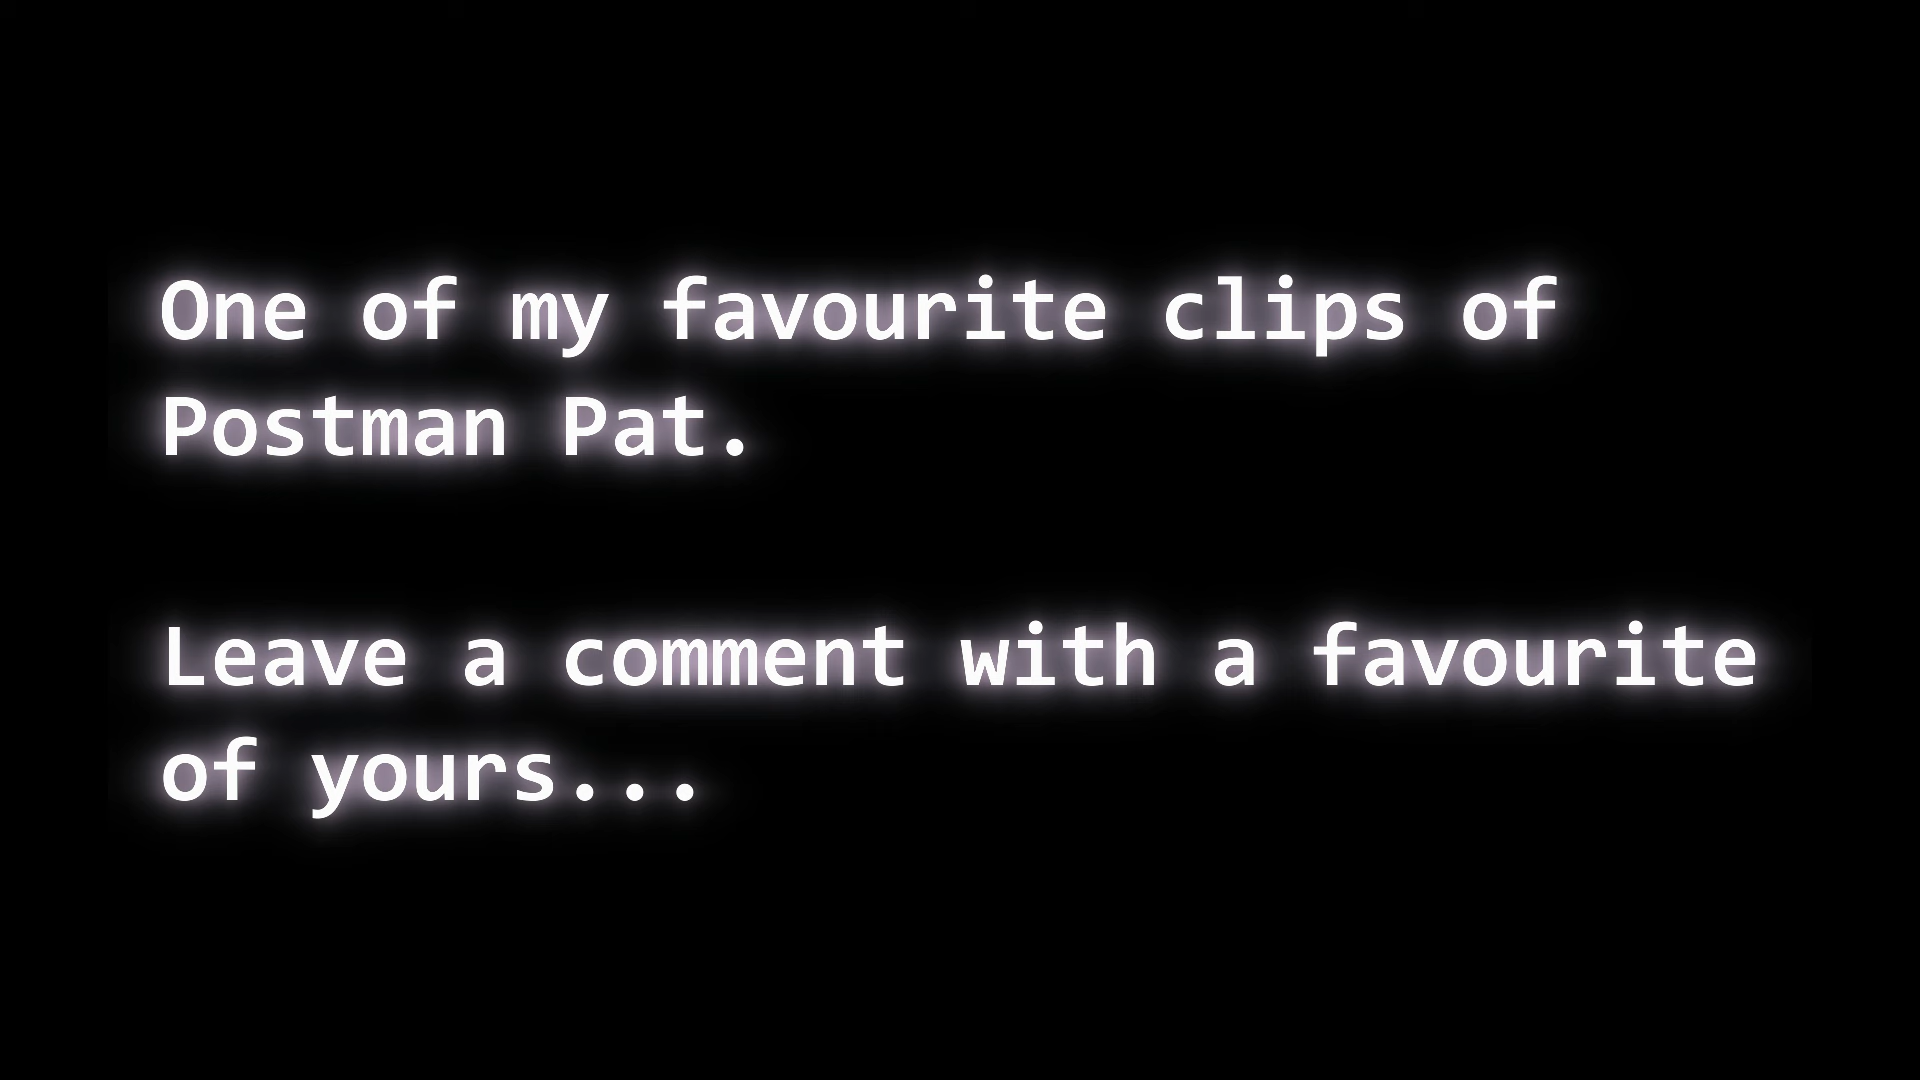 One of my favourite clips of
Postman Pat.
Leave a comment with a favourite
of yours...